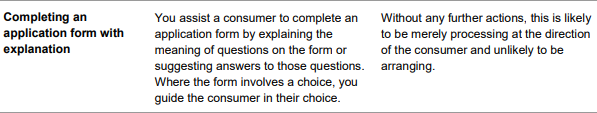 Completing an
application form with
explanation
You assist a consumer to complete an
application form by explaining the
meaning of questions on the form or
suggesting answers to those questions.
Where the form involves a choice, you
guide the consumer in their choice.
Without any further actions, this is likely
to be merely processing at the direction
of the consumer and unlikely to be
arranging.